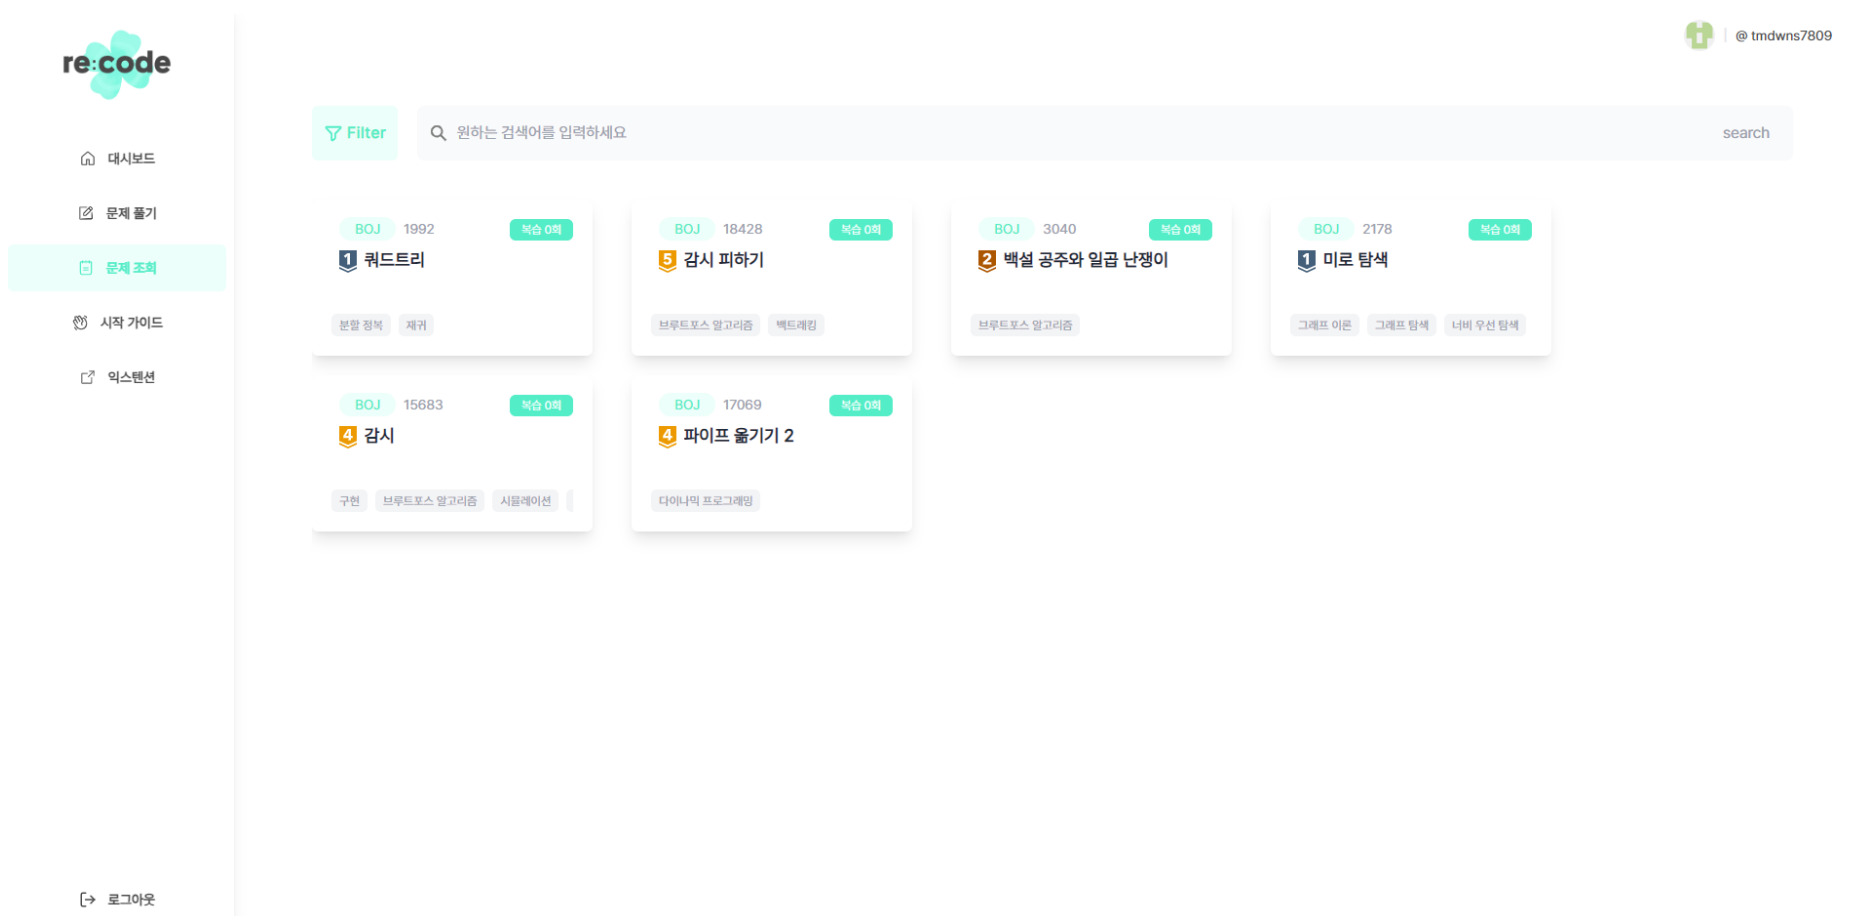 re:code
@ tmdwns7809
대시보드
문제 풀기
문제 조회
시작 가이드
익스텐션
로그아웃
Filter
원하는 검색어를 입력하세요
search
BOJ 1992 복습 0회
1 쿼드트리
분할 정복 재귀
BOJ 18428 복습 0회
5 감시 피하기
브루트포스 알고리즘 백트래킹
BOJ 3040 복습 0회
2 백설 공주와 일곱 난쟁이
브루트포스 알고리즘
BOJ 2178 복습 0회
1 미로 탐색
그래프 이론 그래프 탐색 너비 우선 탐색
BOJ 15683 복습 0회
4 감시
구현 브루트포스 알고리즘 시뮬레이션
BOJ 17069 복습 0회
4 파이프 옮기기 2
다이나믹 프로그래밍